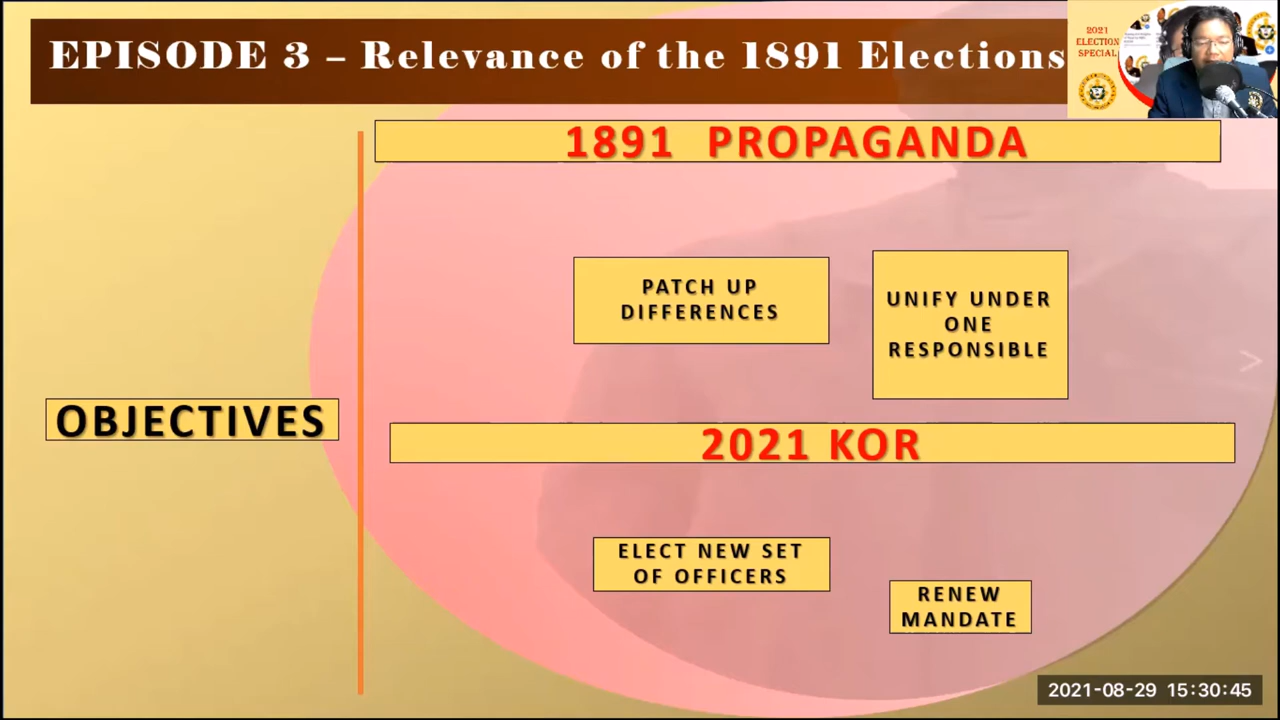 EPISODE 3 – Relevance of the 1891 Elections
2021
ELECTION
SPECIAL
1891 PROPAGANDA
PATCH UP
DIFFERENCES
UNIFY UNDER
ONE
RESPONSIBLE
OBJECTIVES
2021 KOR
ELECT NEW SET
OF OFFICERS
RENEW
MANDATE
2021-08-29 15:30:45